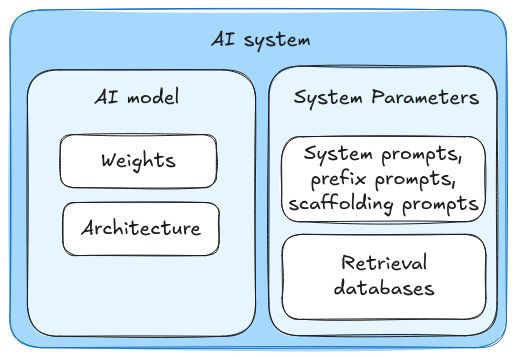 AI system
AI model
Weights
Architecture
System Parameters
System prompts,
prefix prompts,
scaffolding prompts
Retrieval
databases